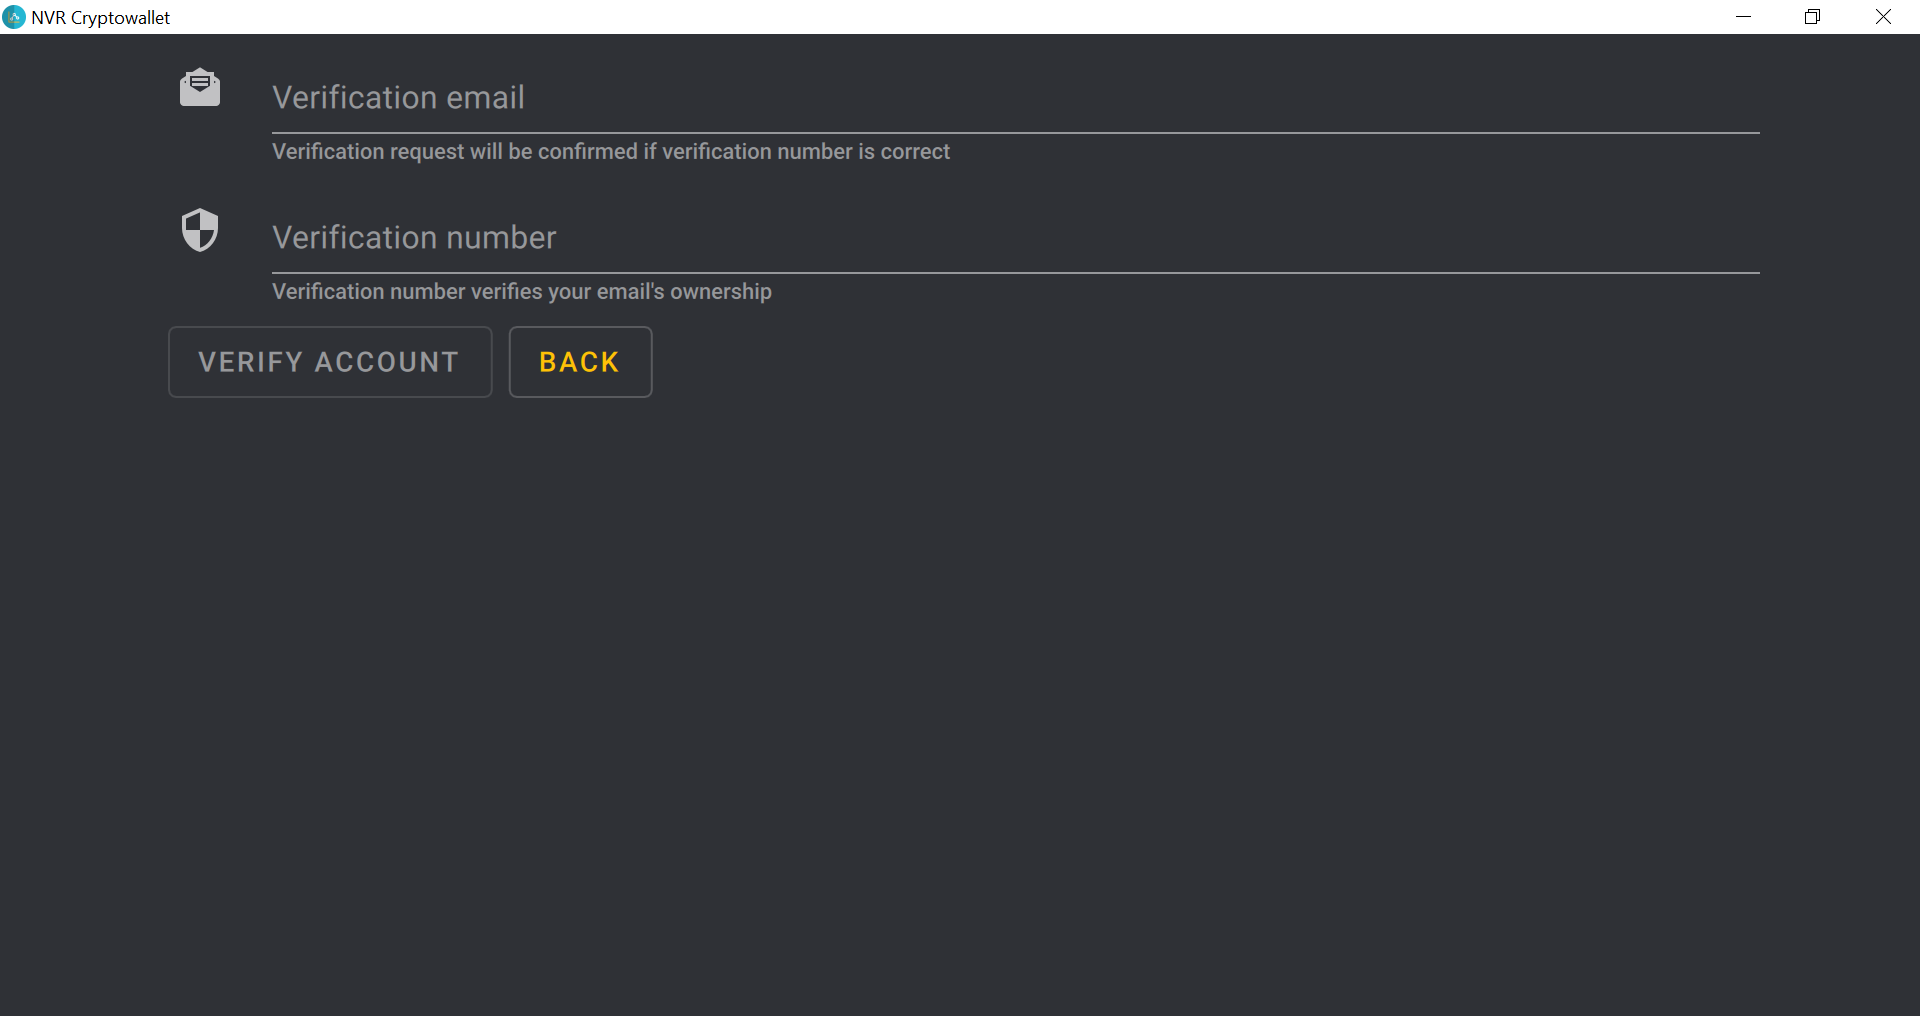 NVR Cryptowallet
Verification email
Verification request will be confirmed if verification number is correct
Verification number
Verification number verifies your email's ownership
VERIFY ACCOUNT
BACK